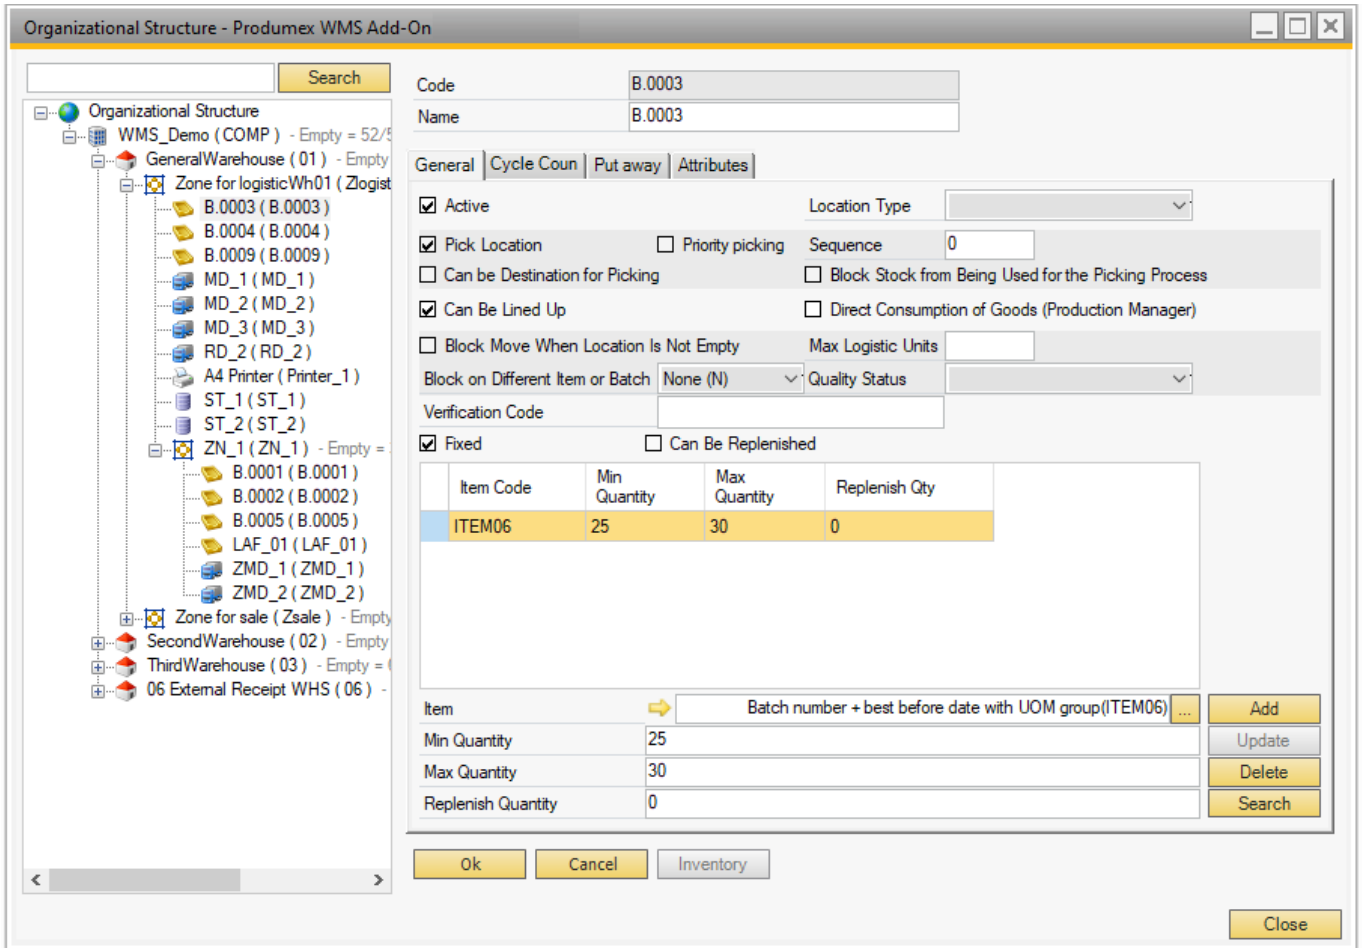 Organizational Structure - Produmex WMS Add-On
Search
Organizational Structure
WMS_Demo ( COMP ) - Empty = 52/5
GeneralWarehouse ( 01 ) - Empty
Zone for logisticWh01 ( Zlogist
B.0003 ( B.0003 )
B.0004 ( B.0004 )
B.0009 ( B.0009 )
MD_1 ( MD_1 )
MD_2 ( MD_2 )
MD_3 ( MD_3 )
RD_2 ( RD_2 )
A4 Printer ( Printer_1 )
ST_1 ( ST_1 )
ST_2 ( ST_2 )
ZN_1 ( ZN_1 ) - Empty =
B.0001 ( B.0001 )
B.0002 ( B.0002 )
B.0005 ( B.0005 )
LAF_01 ( LAF_01 )
ZMD_1 ( ZMD_1 )
ZMD_2 ( ZMD_2 )
Zone for sale ( Zsale ) - Empty
SecondWarehouse ( 02 ) - Empty
ThirdWarehouse ( 03 ) - Empty =
06 External Receipt WHS ( 06 ) -
Code B.0003
Name B.0003
General Cycle Coun Put away Attributes
Active Location Type
Pick Location Priority picking Sequence 0
Can be Destination for Picking Block Stock from Being Used for the Picking Process
Can Be Lined Up Direct Consumption of Goods (Production Manager)
Block Move When Location Is Not Empty Max Logistic Units
Block on Different Item or Batch None (N) Quality Status
Verification Code
Fixed Can Be Replenished
Item Code Min Quantity Max Quantity Replenish Qty
ITEM06 25 30 0
Item Batch number + best before date with UOM group(ITEM06) ... Add
Min Quantity 25 Update
Max Quantity 30 Delete
Replenish Quantity 0 Search
Ok Cancel Inventory
Close